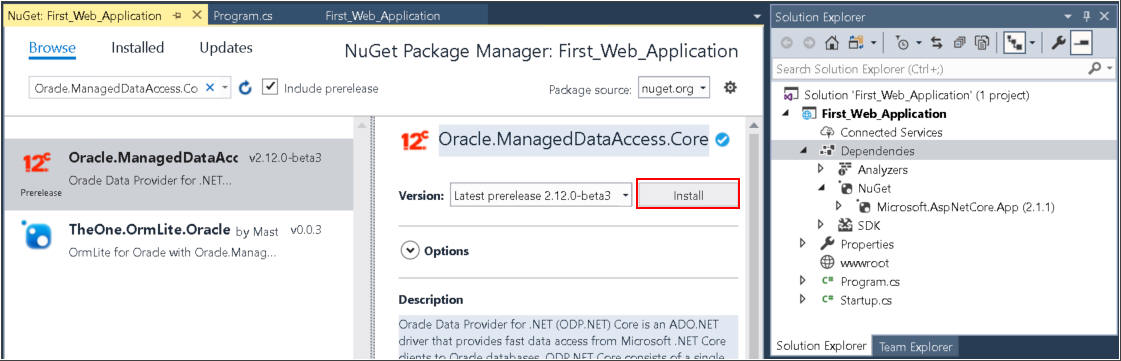 NuGet: First_Web_Application
Program.cs
First_Web_Application
Browse
Installed
Updates
NuGet Package Manager: First_Web_Application
Oracle.ManagedDataAccess.Co
Include prerelease
Package source: nuget.org
12c
Oracle.ManagedDataAcc v2.12.0-beta3
Oracle Data Provider for .NET...
Prerelease
TheOne.OrmLite.Oracle by Mast v0.0.3
OrmLite for Oracle with Oracle.Manag...
12c
Oracle.ManagedDataAccess.Core
Version: Latest prerelease 2.12.0-beta3
Install
Options
Description
Oracle Data Provider for .NET (ODP.NET) Core is an ADO.NET
driver that provides fast data access from Microsoft .NET Core
clients to Oracle databases. ODP.NET Core consists of a single
Solution Explorer
Search Solution Explorer (Ctrl+;)
Solution 'First_Web_Application' (1 project)
First_Web_Application
Connected Services
Dependencies
Analyzers
NuGet
Microsoft.AspNetCore.App (2.1.1)
SDK
Properties
wwwroot
C# Program.cs
C# Startup.cs
Solution Explorer
Team Explorer